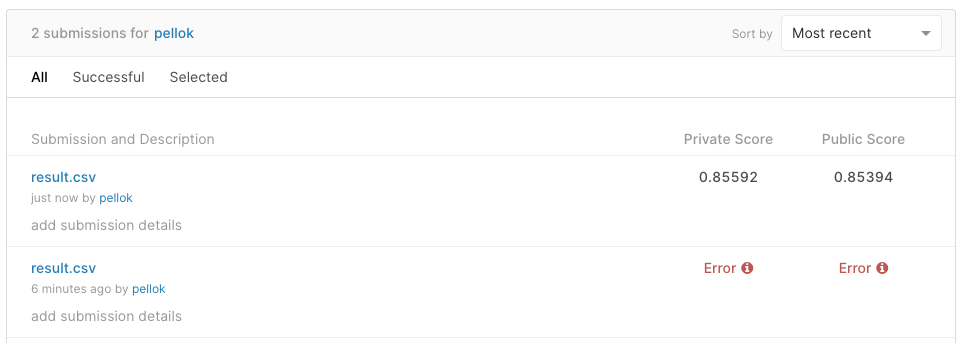 2 submissions for pellok
Sort by Most recent
All Successful Selected
Submission and Description Private Score Public Score
result.csv 0.85592 0.85394
just now by pellok
add submission details
result.csv Error Error
6 minutes ago by pellok
add submission details